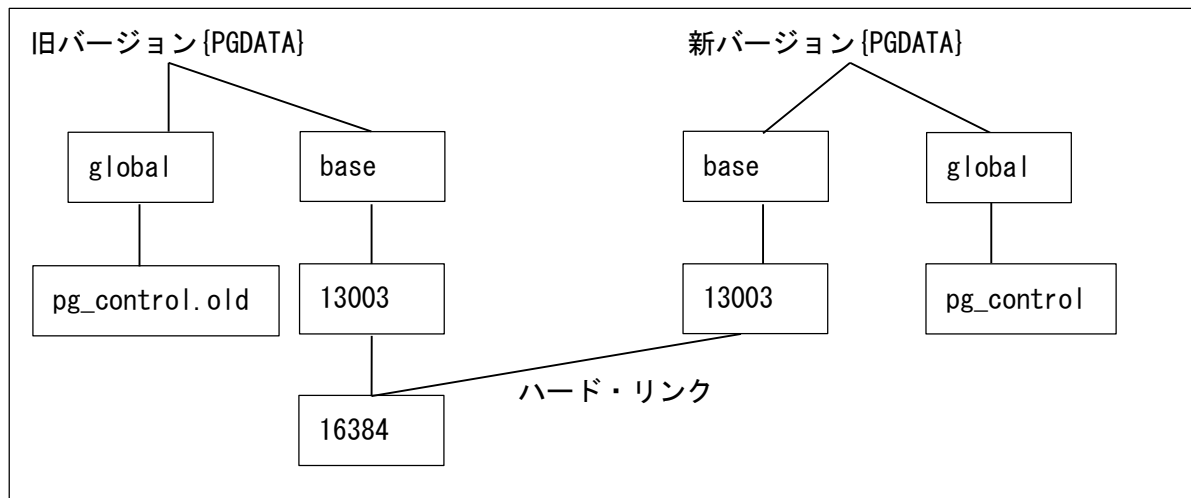 旧バージョン{PGDATA}
新バージョン{PGDATA}
global
base
base
global
pg_control.old
13003
13003
pg_control
ハード・リンク
16384